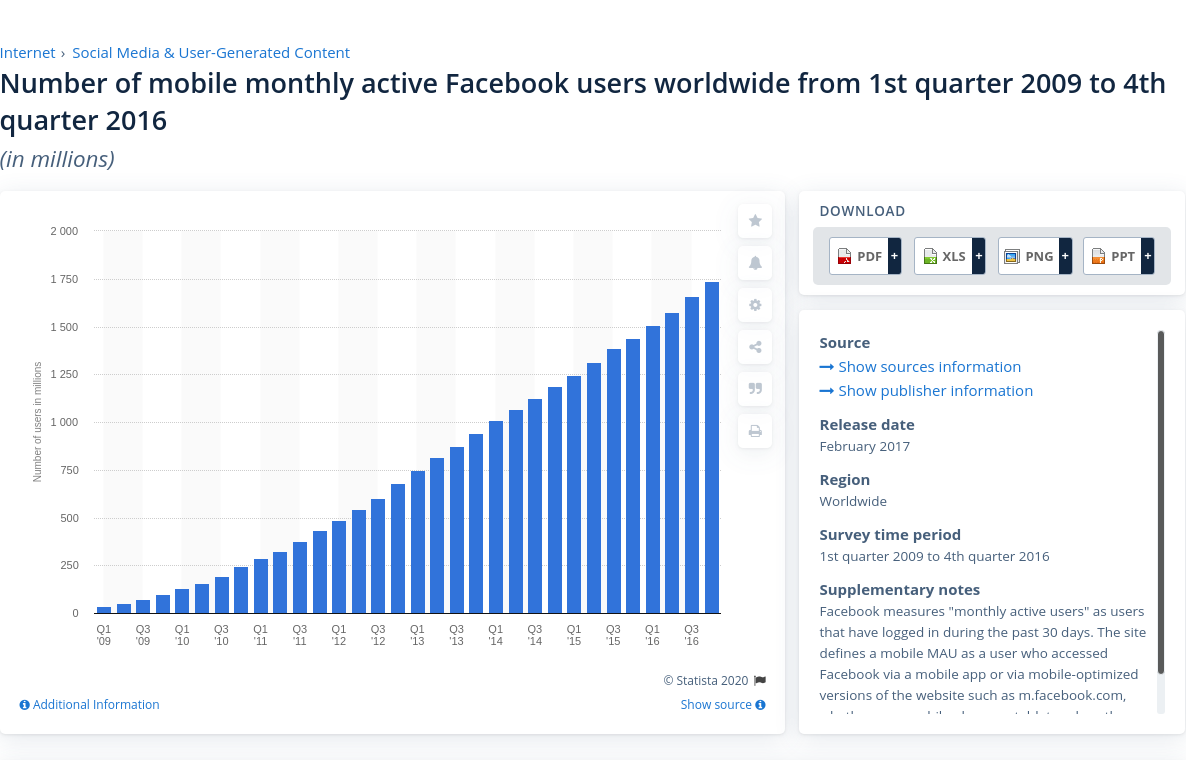 Internet › Social Media & User-Generated Content
Number of mobile monthly active Facebook users worldwide from 1st quarter 2009 to 4th
quarter 2016
(in millions)
Number of users in millions
2 000
1 750
1 500
1 250
1 000
750
500
250
0
Q1 '09
Q3 '09
Q1 '10
Q3 '10
Q1 '11
Q3 '11
Q1 '12
Q3 '12
Q1 '13
Q3 '13
Q1 '14
Q3 '14
Q1 '15
Q3 '15
Q1 '16
Q3 '16
© Statista 2020
Additional Information
Show source
DOWNLOAD
PDF + XLS + PNG + PPT +
Source
Show sources information
Show publisher information
Release date
February 2017
Region
Worldwide
Survey time period
1st quarter 2009 to 4th quarter 2016
Supplementary notes
Facebook measures "monthly active users" as users
that have logged in during the past 30 days. The site
defines a mobile MAU as a user who accessed
Facebook via a mobile app or via mobile-optimized
versions of the website such as m.facebook.com,